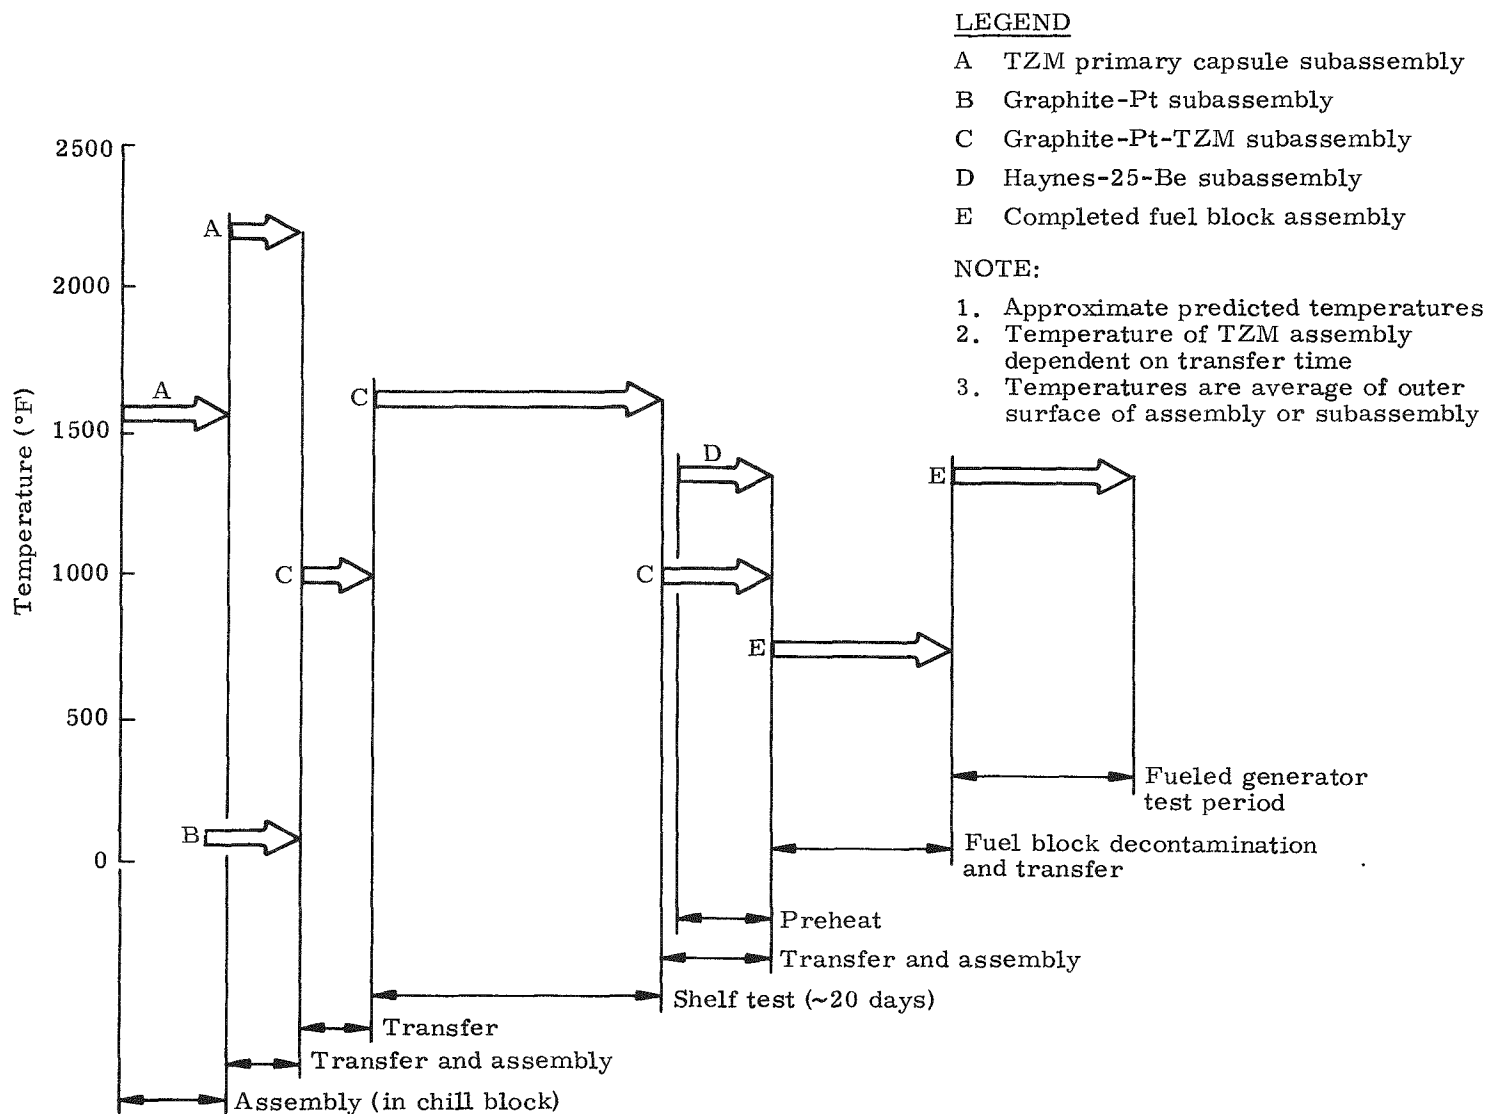 LEGEND
A TZM primary capsule subassembly
B Graphite-Pt subassembly
C Graphite-Pt-TZM subassembly
D Haynes-25-Be subassembly
E Completed fuel block assembly
NOTE:
1. Approximate predicted temperatures
2. Temperature of TZM assembly
dependent on transfer time
3. Temperatures are average of outer
surface of assembly or subassembly
Temperature (°F)
2500
2000
1500
1000
500
0
A
A
B
C
C
D
C
E
E
Fueled generator
test period
Fuel block decontamination
and transfer
Preheat
Transfer and assembly
Shelf test (~20 days)
Transfer
Transfer and assembly
Assembly (in chill block)